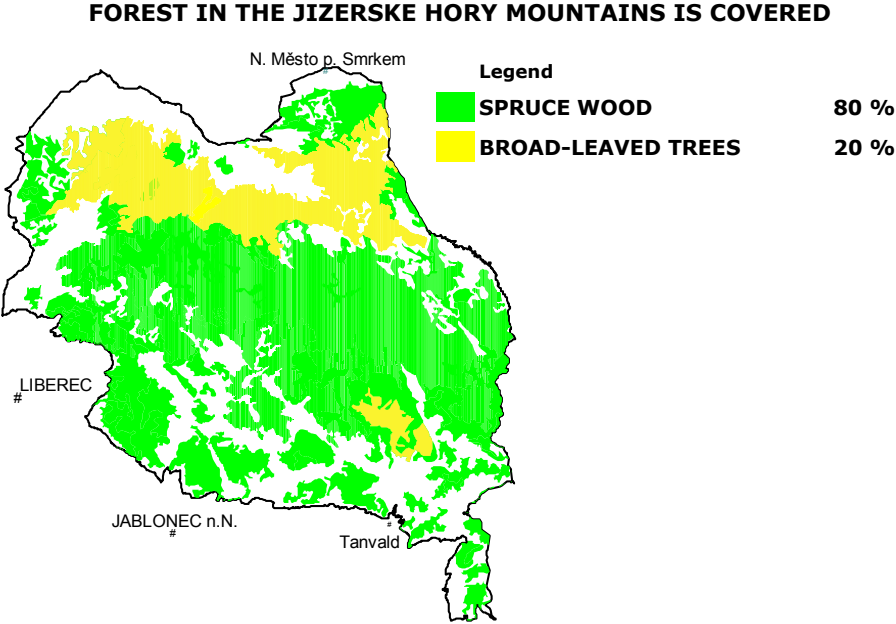 FOREST IN THE JIZERSKE HORY MOUNTAINS IS COVERED
N. Město p. Smrkem
#
Legend
SPRUCE WOOD 80 %
BROAD-LEAVED TREES 20 %
LIBEREC
#
JABLONEC n.N.
#
#
Tanvald